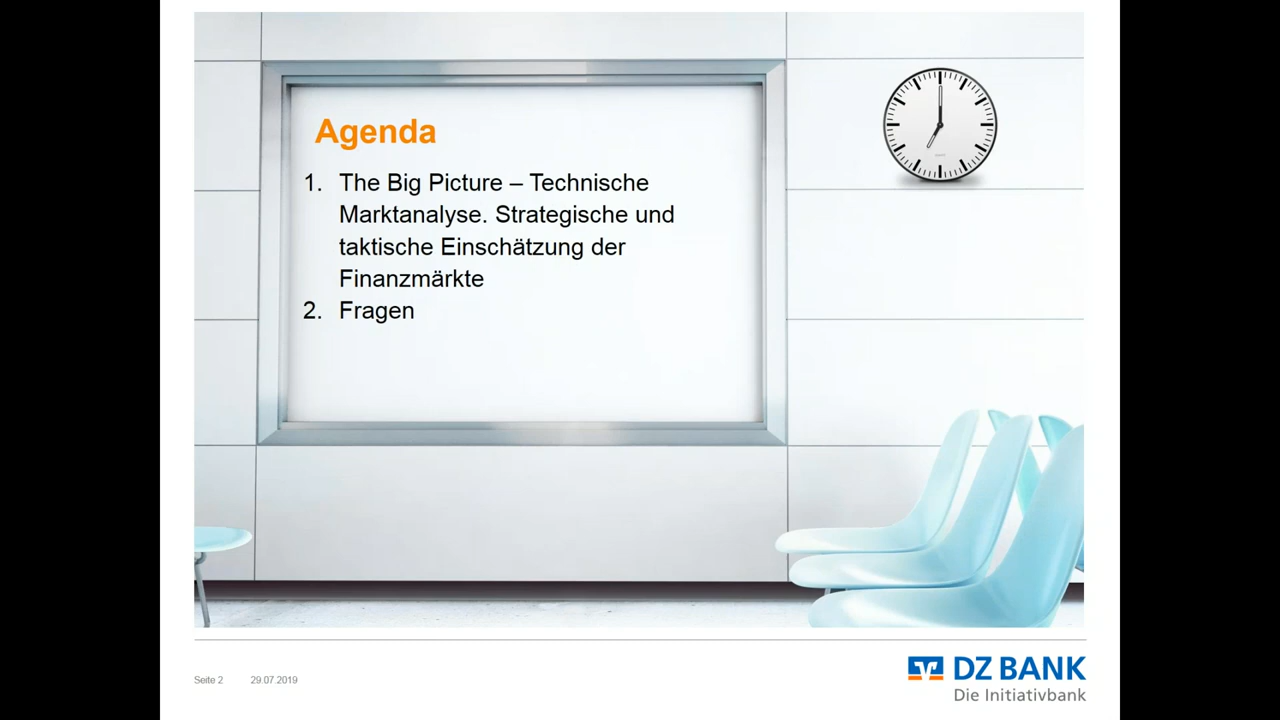 Agenda
1. The Big Picture – Technische
Marktanalyse. Strategische und
taktische Einschätzung der
Finanzmärkte
2. Fragen
Seite 2 29.07.2019
DZ BANK
Die Initiativbank